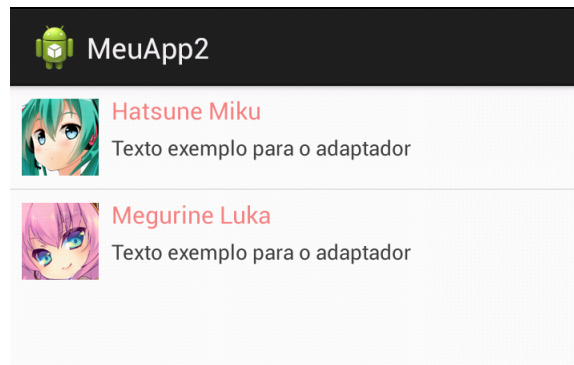 MeuApp2
Hatsune Miku
Texto exemplo para o adaptador
Megurine Luka
Texto exemplo para o adaptador